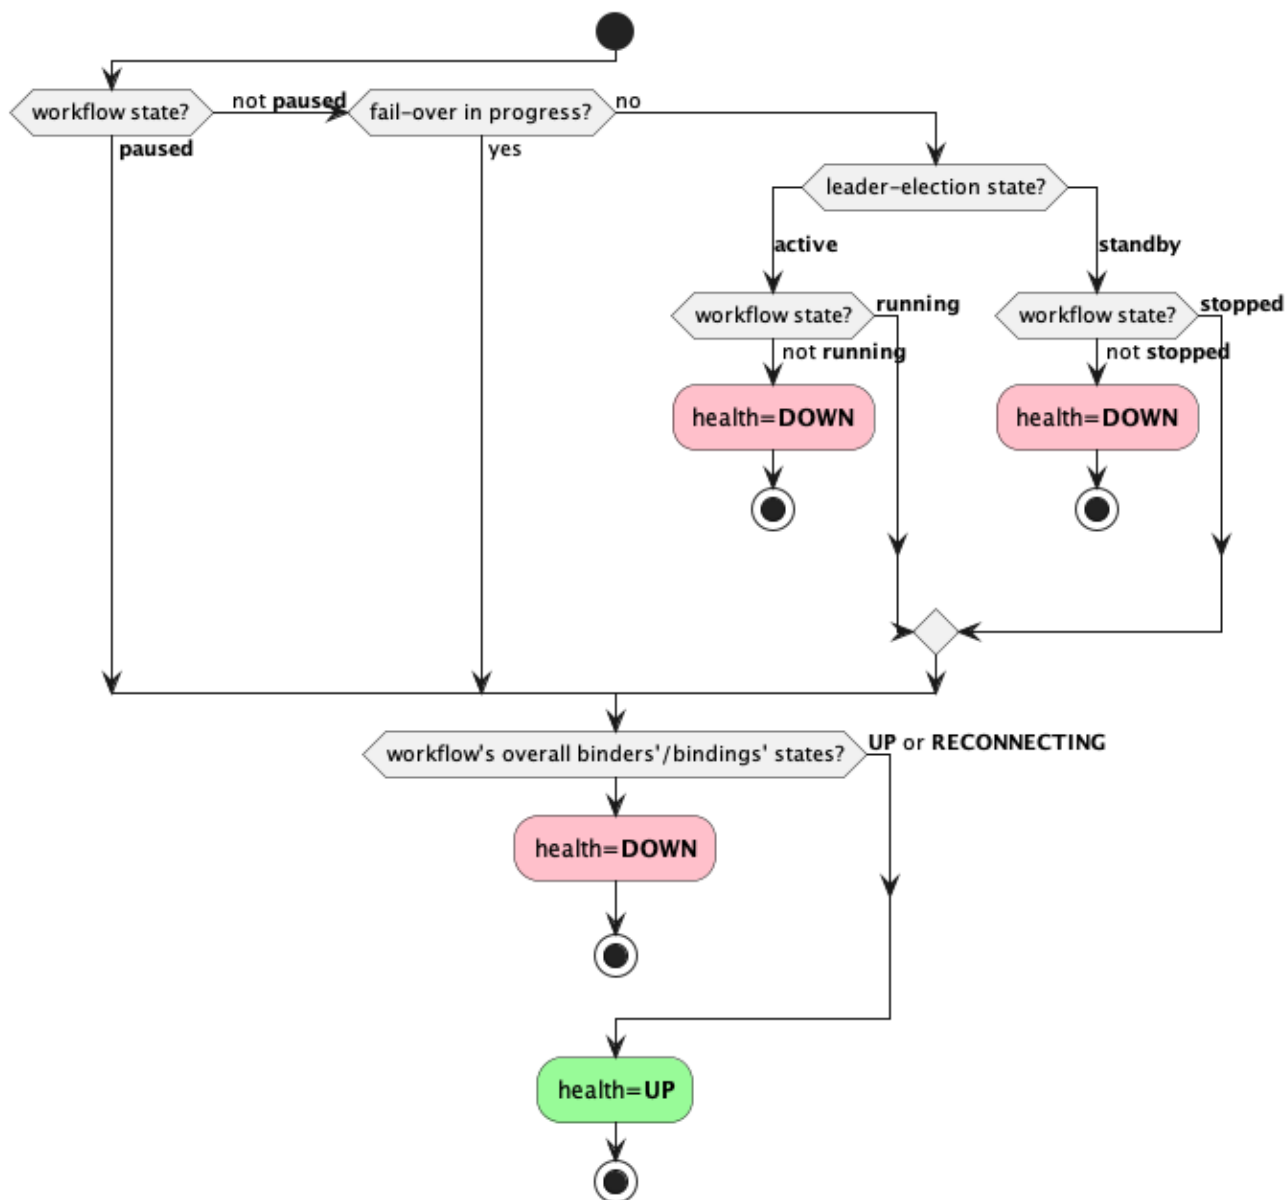 workflow state?
not paused
fail-over in progress?
no
paused
yes
leader-election state?
active
standby
workflow state?
running
workflow state?
stopped
not running
not stopped
health=DOWN
health=DOWN
workflow's overall binders'/bindings' states?
UP or RECONNECTING
health=DOWN
health=UP